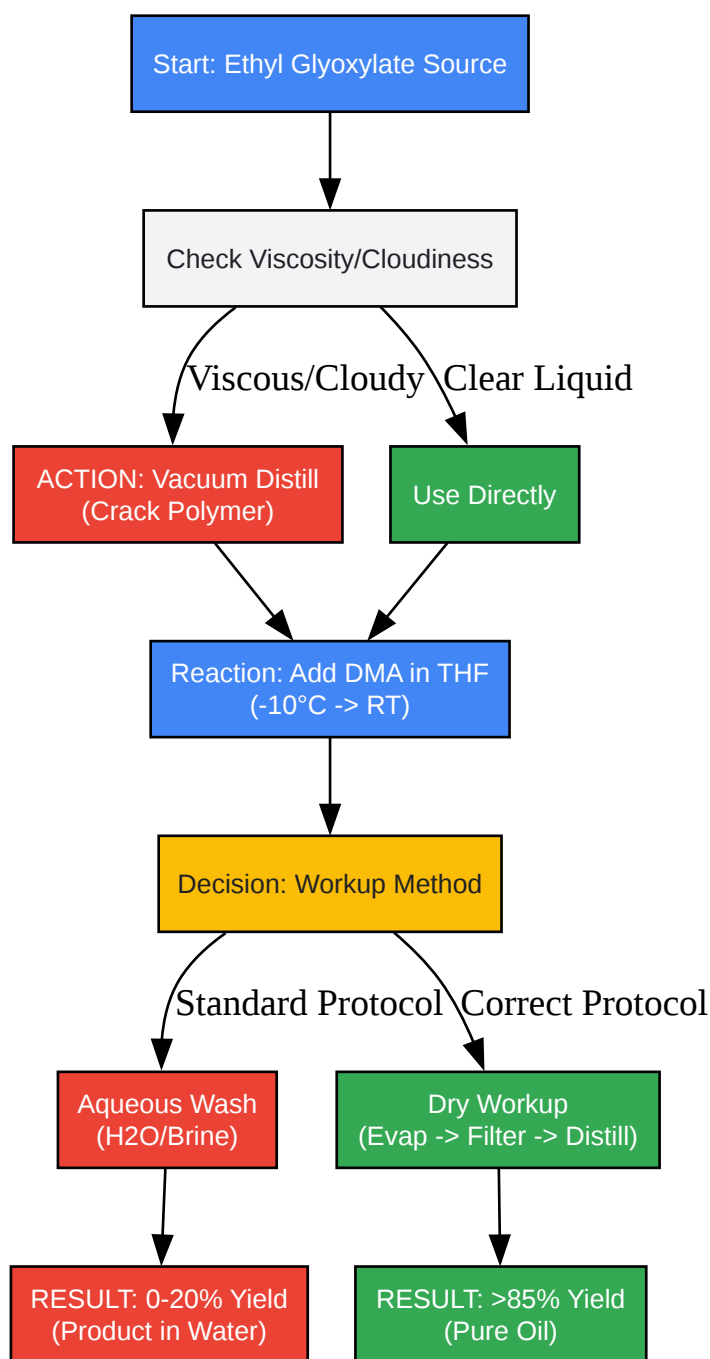 Start: Ethyl Glyoxylate Source
Check Viscosity/Cloudiness
Viscous/Cloudy
Clear Liquid
ACTION: Vacuum Distill
(Crack Polymer)
Use Directly
Reaction: Add DMA in THF
(-10°C -> RT)
Decision: Workup Method
Standard Protocol
Correct Protocol
Aqueous Wash
(H2O/Brine)
Dry Workup
(Evap -> Filter -> Distill)
RESULT: 0-20% Yield
(Product in Water)
RESULT: >85% Yield
(Pure Oil)